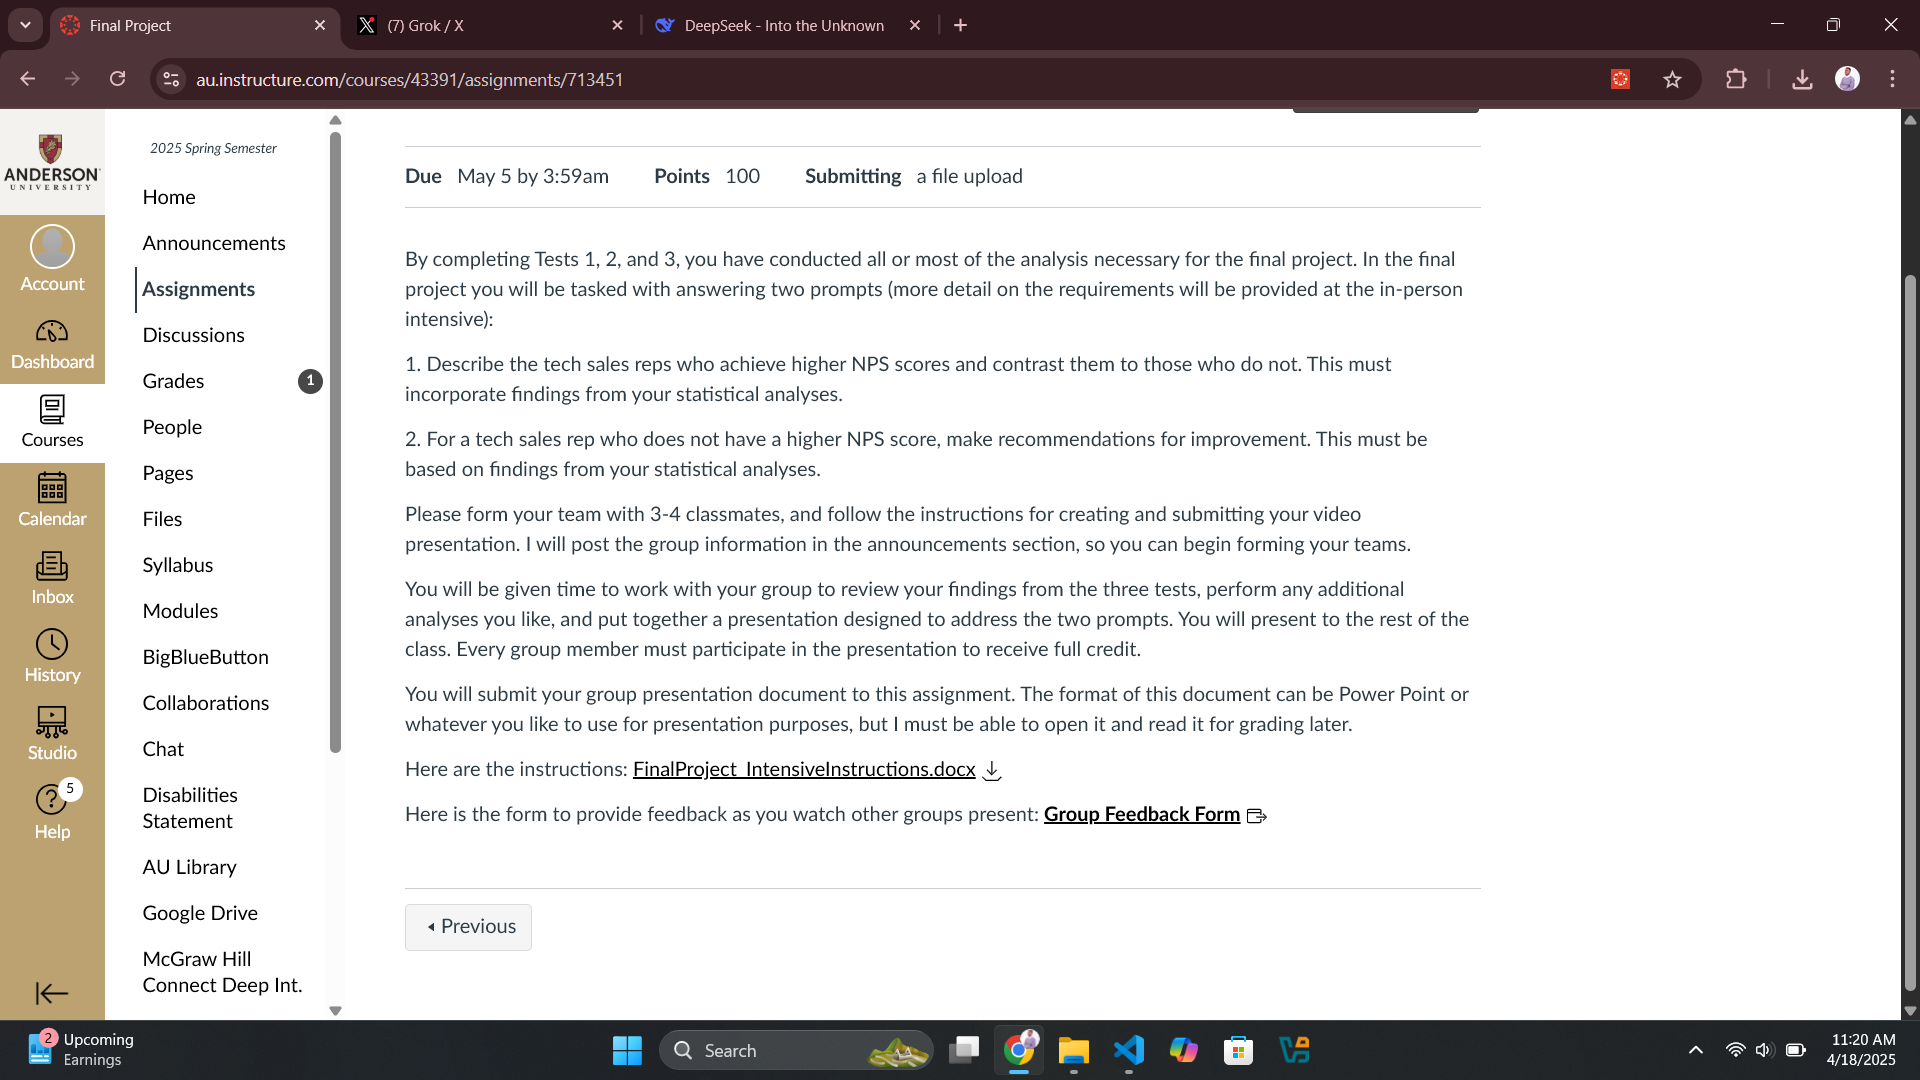 Final Project
(7) Grok / X
DeepSeek - Into the Unknown
au.instructure.com/courses/43391/assignments/713451
ANDERSON
UNIVERSITY
Account
Dashboard
Courses
Calendar
Inbox
History
Studio
5
Help
2025 Spring Semester
Home
Announcements
Assignments
Discussions
Grades
1
People
Pages
Files
Syllabus
Modules
BigBlueButton
Collaborations
Chat
Disabilities
Statement
AU Library
Google Drive
McGraw Hill
Connect Deep Int.
Due May 5 by 3:59am Points 100 Submitting a file upload
By completing Tests 1, 2, and 3, you have conducted all or most of the analysis necessary for the final project. In the final
project you will be tasked with answering two prompts (more detail on the requirements will be provided at the in-person
intensive):
1. Describe the tech sales reps who achieve higher NPS scores and contrast them to those who do not. This must
incorporate findings from your statistical analyses.
2. For a tech sales rep who does not have a higher NPS score, make recommendations for improvement. This must be
based on findings from your statistical analyses.
Please form your team with 3-4 classmates, and follow the instructions for creating and submitting your video
presentation. I will post the group information in the announcements section, so you can begin forming your teams.
You will be given time to work with your group to review your findings from the three tests, perform any additional
analyses you like, and put together a presentation designed to address the two prompts. You will present to the rest of the
class. Every group member must participate in the presentation to receive full credit.
You will submit your group presentation document to this assignment. The format of this document can be Power Point or
whatever you like to use for presentation purposes, but I must be able to open it and read it for grading later.
Here are the instructions: FinalProject_IntensiveInstructions.docx
Here is the form to provide feedback as you watch other groups present: Group Feedback Form
Previous
2
Upcoming
Earnings
Search
11:20 AM
4/18/2025